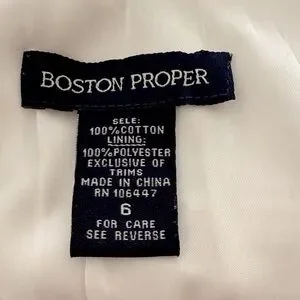 BOSTON PROPER
SELE:
100%COTTON
LINING:
100%POLYESTER
EXCLUSIVE OF
TRIMS
MADE IN CHINA
RN 106447
6
FOR CARE
SEE REVERSE